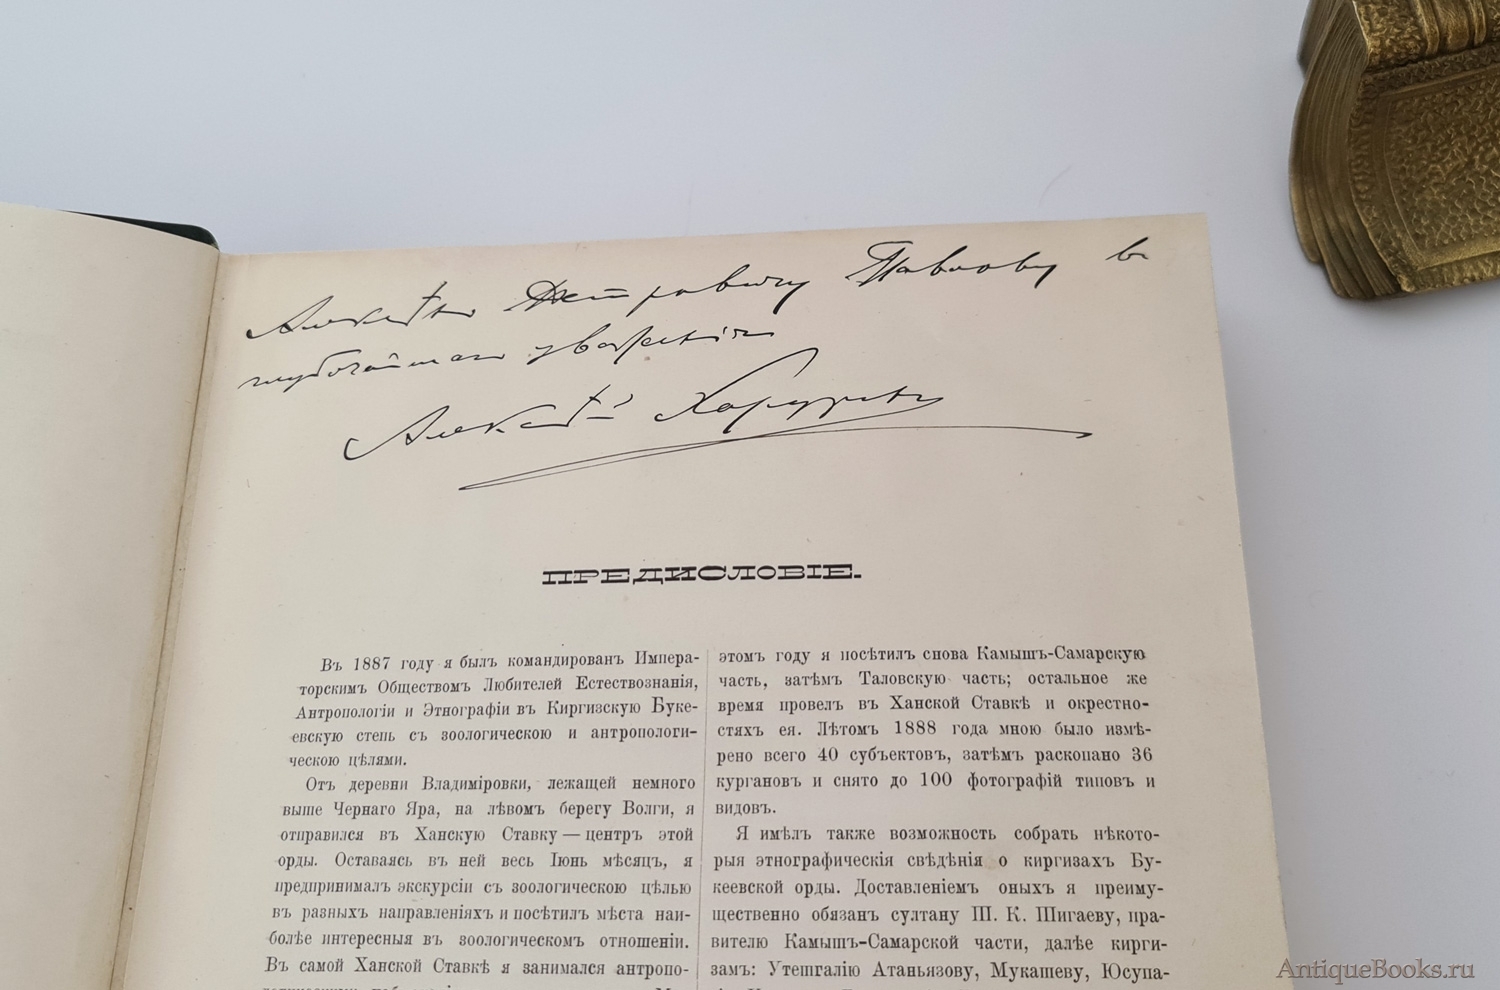 Алексѣю Петровичу Павлову въ
глубочайшаго уваженія
Алексѣй Харузинъ
ПРЕДИСЛОВІЕ.
Въ 1887 году я былъ командированъ Импера-
торскимъ Обществомъ Любителей Естествознанія,
Антропологіи и Этнографіи въ Киргизскую Буке-
евскую степь съ зоологическою и антропологи-
ческою цѣлями.
Отъ деревни Владиміровки, лежащей немного
выше Чернаго Яра, на лѣвомъ берегу Волги, я
отправился въ Ханскую Ставку — центръ этой
орды. Оставаясь въ ней весь Іюнь мѣсяцъ, я
предпринималъ экскурсіи съ зоологическою цѣлью
въ разныхъ направленіяхъ и посѣтилъ мѣста наи-
болѣе интересныя въ зоологическомъ отношеніи.
Въ самой Ханской Ставкѣ я занимался антропо-
этомъ году я посѣтилъ снова Камышъ-Самарскую
часть, затѣмъ Таловскую часть; остальное же
время провелъ въ Ханской Ставкѣ и окрестно-
стяхъ ея. Лѣтомъ 1888 года мною было измѣ-
рено всего 40 субъектовъ, затѣмъ раскопано 36
кургановъ и снято до 100 фотографій типовъ и
видовъ.
Я имѣлъ также возможность собрать нѣкото-
рыя этнографическія свѣдѣнія о киргизахъ Бу-
кеевской орды. Доставленіемъ оныхъ я преиму-
щественно обязанъ султану Ш. К. Шигаеву, пра-
вителю Камышъ-Самарской части, далѣе кирги-
замъ: Утешгалію Атаньязову, Мукашеву, Юсупа-
AntiqueBooks.ru